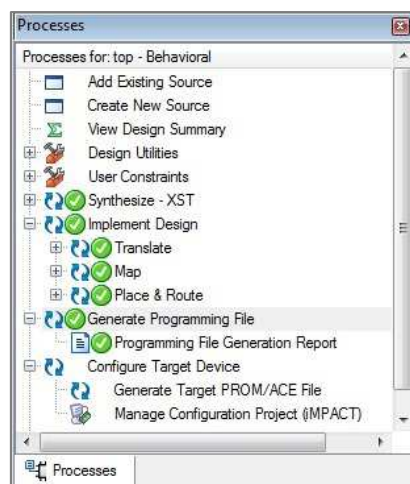 Processes
Processes for: top - Behavioral
Add Existing Source
Create New Source
View Design Summary
Design Utilities
User Constraints
Synthesize - XST
Implement Design
Translate
Map
Place & Route
Generate Programming File
Programming File Generation Report
Configure Target Device
Generate Target PROM/ACE File
Manage Configuration Project (iMPACT)
Processes